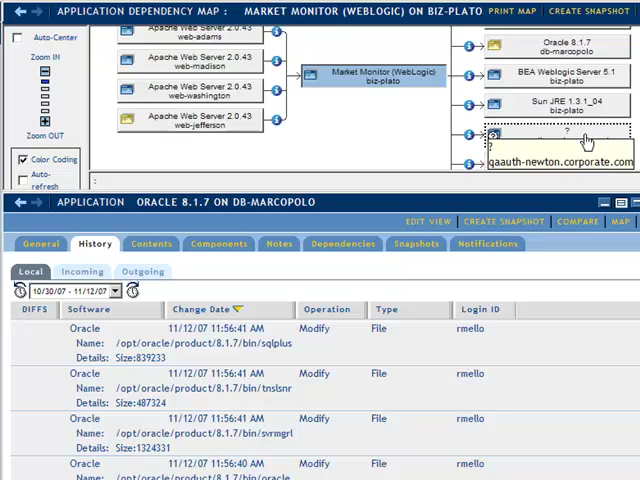 APPLICATION DEPENDENCY MAP : MARKET MONITOR (WEBLOGIC) ON BIZ-PLATO PRINT MAP CREATE SNAPSHOT
Auto-Center
Zoom IN
Zoom OUT
Color Coding
Auto-
refresh
Apache Web Server 2.0.43
web-adams
Apache Web Server 2.0.43
web-madison
Apache Web Server 2.0.43
web-washington
Apache Web Server 2.0.43
web-jefferson
Market Monitor (WebLogic)
biz-plato
Oracle 8.1.7
db-marcopolo
BEA Weblogic Server 5.1
biz-plato
Sun JRE 1.3.1_04
biz-plato
?
?
qaauth-newton.corporate.com
:
APPLICATION ORACLE 8.1.7 ON DB-MARCOPOLO
EDIT VIEW CREATE SNAPSHOT COMPARE MAP
General History Contents Components Notes Dependencies Snapshots Notifications
Local Incoming Outgoing
10/30/07 - 11/12/07
DIFFS Software Change Date Operation Type Login ID
Oracle 11/12/07 11:56:41 AM Modify File rmello
Name: /opt/oracle/product/8.1.7/bin/sqlplus
Details: Size:839233
Oracle 11/12/07 11:56:41 AM Modify File rmello
Name: /opt/oracle/product/8.1.7/bin/tnslsnr
Details: Size:487324
Oracle 11/12/07 11:56:41 AM Modify File rmello
Name: /opt/oracle/product/8.1.7/bin/svrmgrl
Details: Size:1324331
Oracle 11/12/07 11:56:40 AM Modify File rmello
Name: /opt/oracle/product/8.1.7/bin/oracle